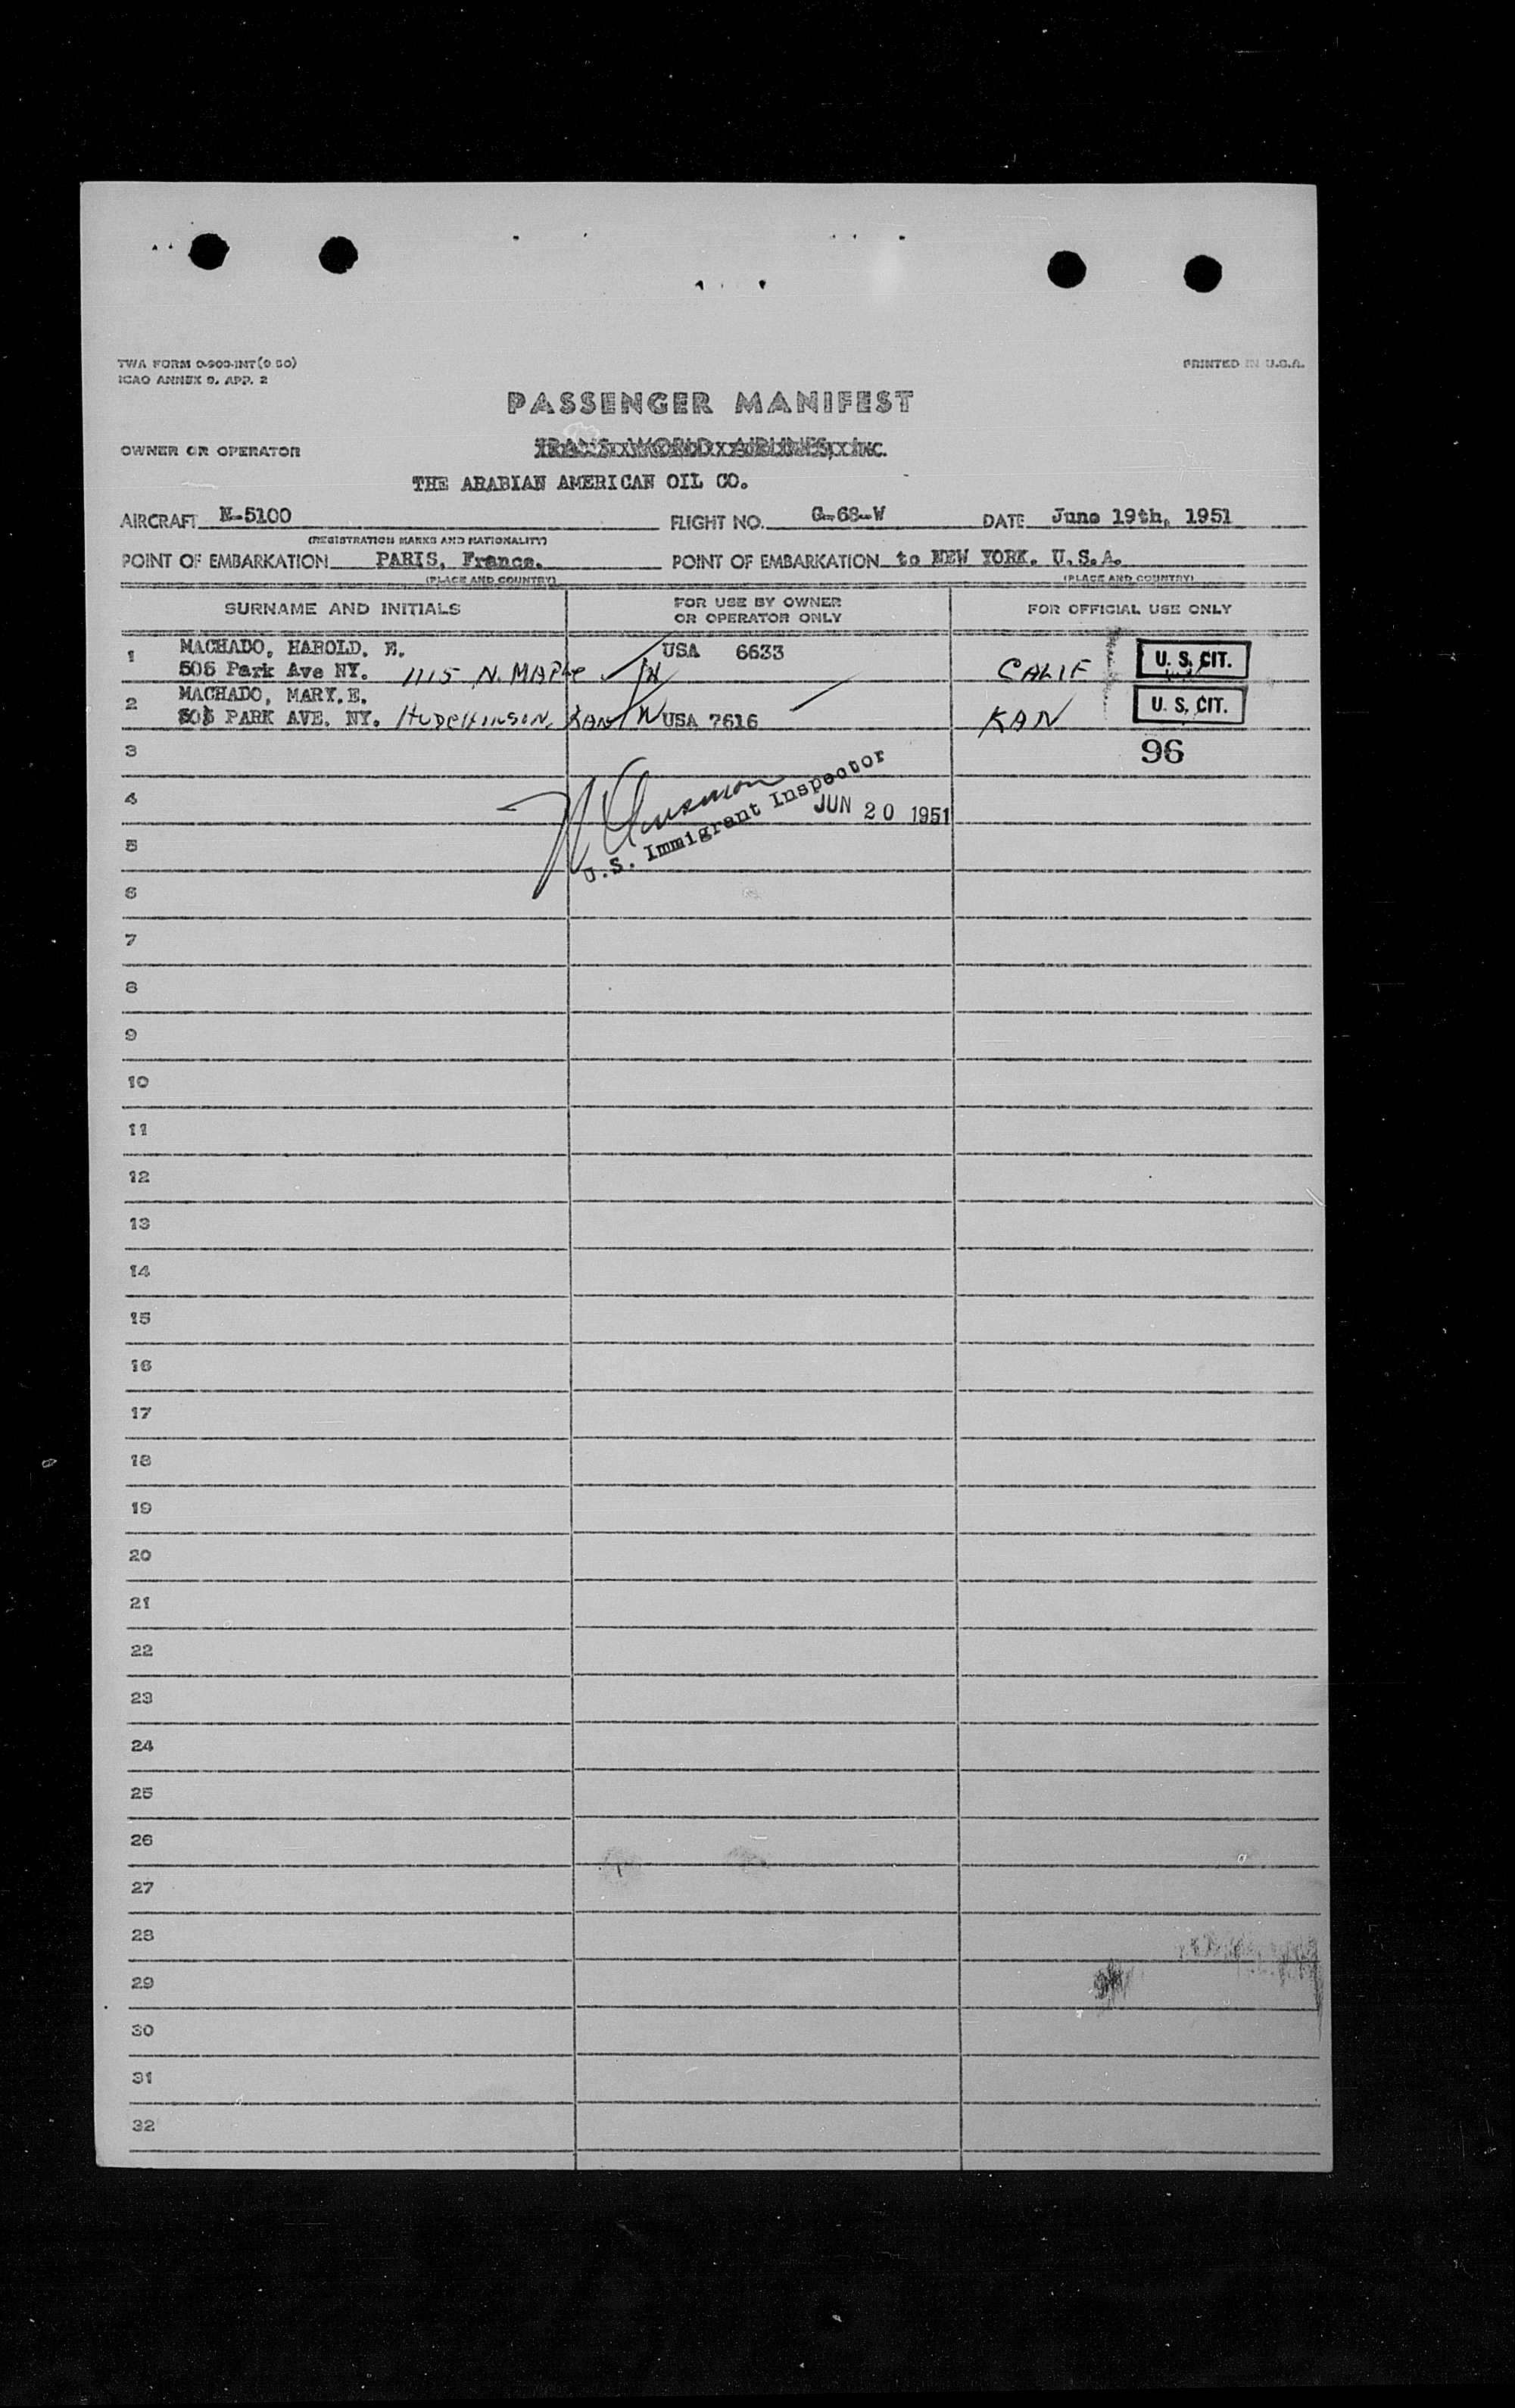 TWA FORM O-900-INT (9 50)
ICAO ANNEX 9, APP. 2
PRINTED IN U.S.A.
PASSENGER MANIFEST
OWNER OR OPERATOR TRANS WORLD AIRLINES, INC.
THE ARABIAN AMERICAN OIL CO.
AIRCRAFT N-5100 FLIGHT NO. G-68-W DATE June 19th, 1951
(REGISTRATION MARKS AND NATIONALITY)
POINT OF EMBARKATION PARIS, France. POINT OF EMBARKATION to NEW YORK. U.S.A.
(PLACE AND COUNTRY) (PLACE AND COUNTRY)
SURNAME AND INITIALS FOR USE BY OWNER OR OPERATOR ONLY FOR OFFICIAL USE ONLY
1 MACHADO, HAROLD. E. USA 6633 U. S. CIT.
505 Park Ave NY. 1115 N. MAPLE CALIF
2 MACHADO, MARY.E. U. S. CIT.
505 PARK AVE. NY. HUDCHINSON, KAN USA 7616 KAN
3 96
4 JUN 20 1951
U.S. Immigrant Inspector
5
6
7
8
9
10
11
12
13
14
15
16
17
18
19
20
21
22
23
24
25
26
27
28
29
30
31
32